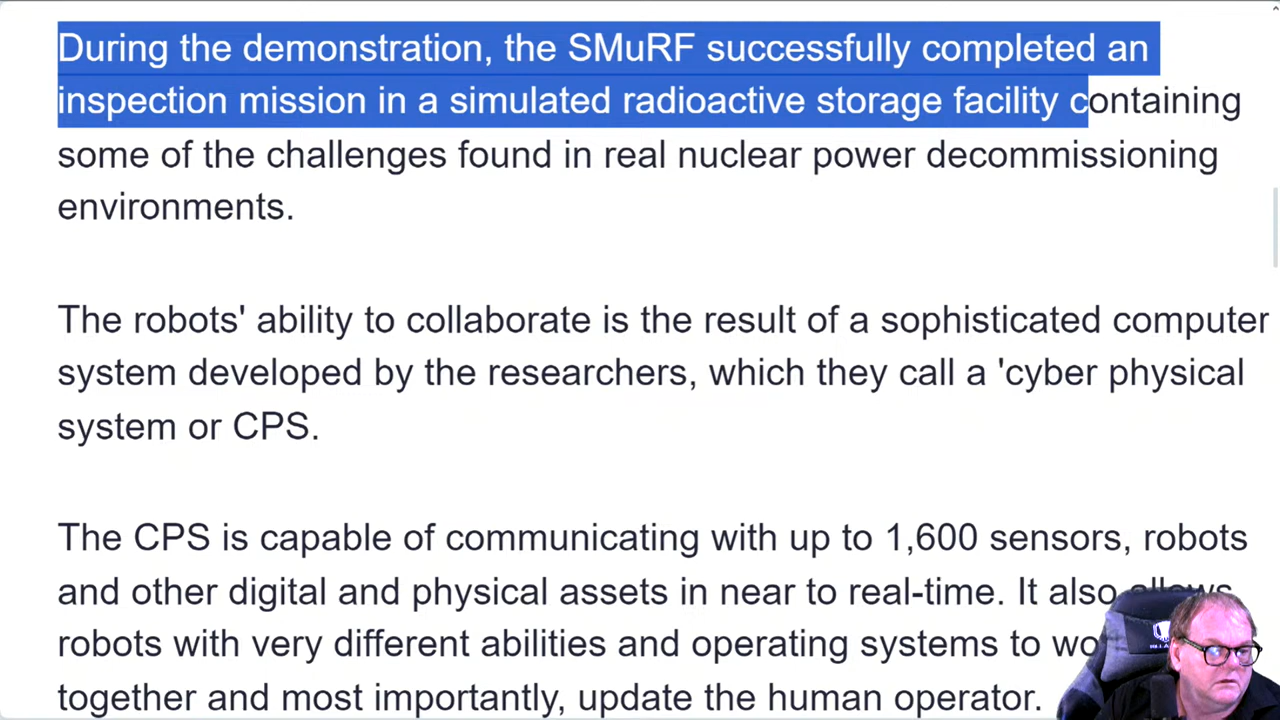 During the demonstration, the SMuRF successfully completed an
inspection mission in a simulated radioactive storage facility containing
some of the challenges found in real nuclear power decommissioning
environments.
The robots' ability to collaborate is the result of a sophisticated computer
system developed by the researchers, which they call a 'cyber physical
system or CPS.
The CPS is capable of communicating with up to 1,600 sensors, robots
and other digital and physical assets in near to real-time. It also allows
robots with very different abilities and operating systems to
together and most importantly, update the human operator.